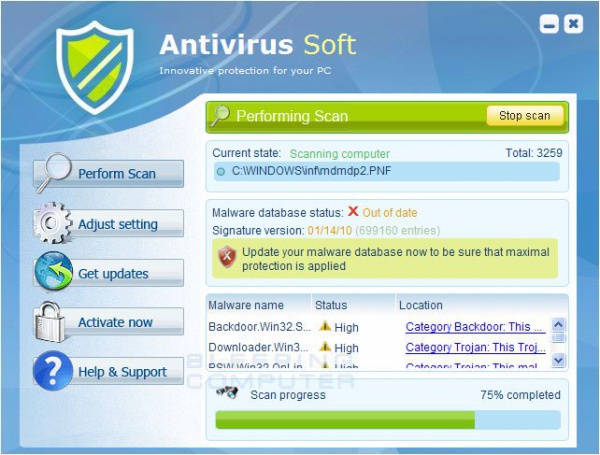 Antivirus Soft
Innovative protection for your PC
Performing Scan
Stop scan
Current state: Scanning computer Total: 3259
C:\WINDOWS\inf\mdmdp2.PNF
Perform Scan
Adjust setting
Get updates
Activate now
Help & Support
Malware database status: X Out of date
Signature version: 01/14/10 (699160 entries)
Update your malware database now to be sure that maximal
protection is applied
Malware name Status Location
Backdoor.Win32.S... High Category Backdoor: This ...
Downloader.Win3... High Category Trojan: This Troj...
PSW.Win32.OnLin... High Category Trojan: This mal...
BLEEPING
COMPUTER
Scan progress 75% completed